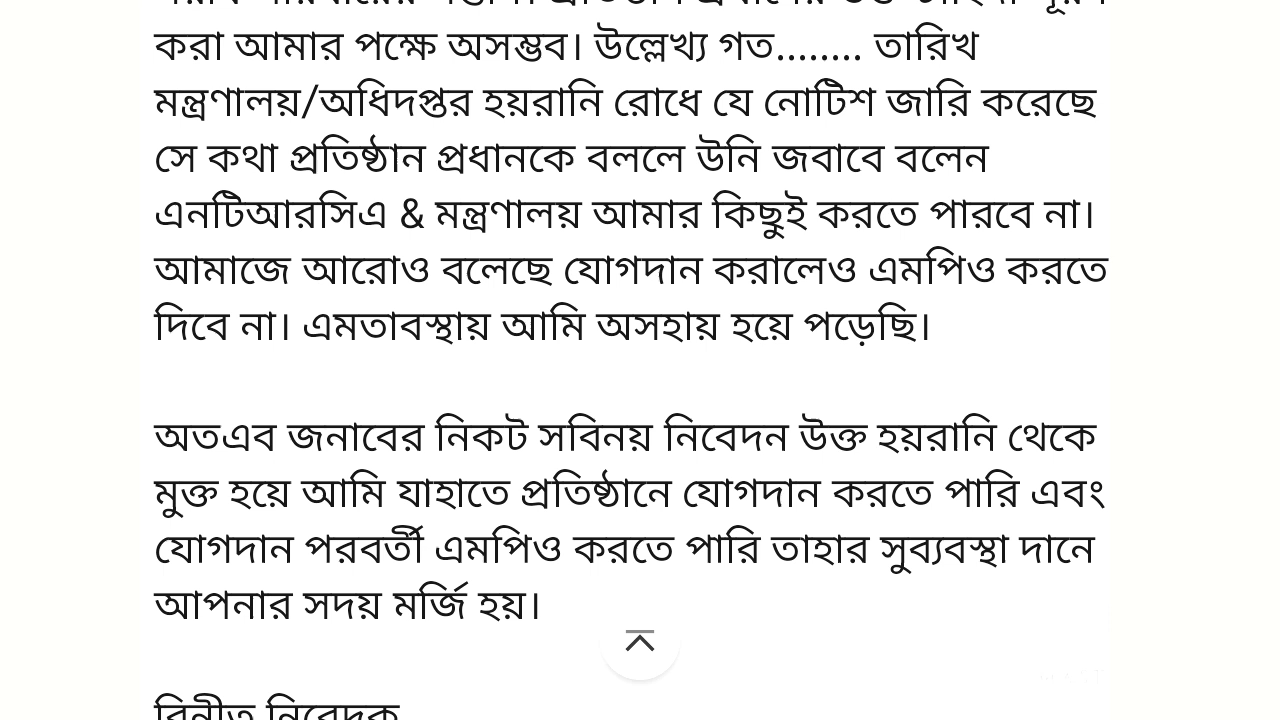 করা আমার পক্ষে অসম্ভব। উল্লেখ্য গত........ তারিখ
মন্ত্রণালয়/অধিদপ্তর হয়রানি রোধে যে নোটিশ জারি করেছে
সে কথা প্রতিষ্ঠান প্রধানকে বললে উনি জবাবে বলেন
এনটিআরসিএ & মন্ত্রণালয় আমার কিছুই করতে পারবে না।
আমাজে আরোও বলেছে যোগদান করালেও এমপিও করতে
দিবে না। এমতাবস্থায় আমি অসহায় হয়ে পড়েছি।
অতএব জনাবের নিকট সবিনয় নিবেদন উক্ত হয়রানি থেকে
মুক্ত হয়ে আমি যাহাতে প্রতিষ্ঠানে যোগদান করতে পারি এবং
যোগদান পরবর্তী এমপিও করতে পারি তাহার সুব্যবস্থা দানে
আপনার সদয় মর্জি হয়।
বিনীত নিবেদক